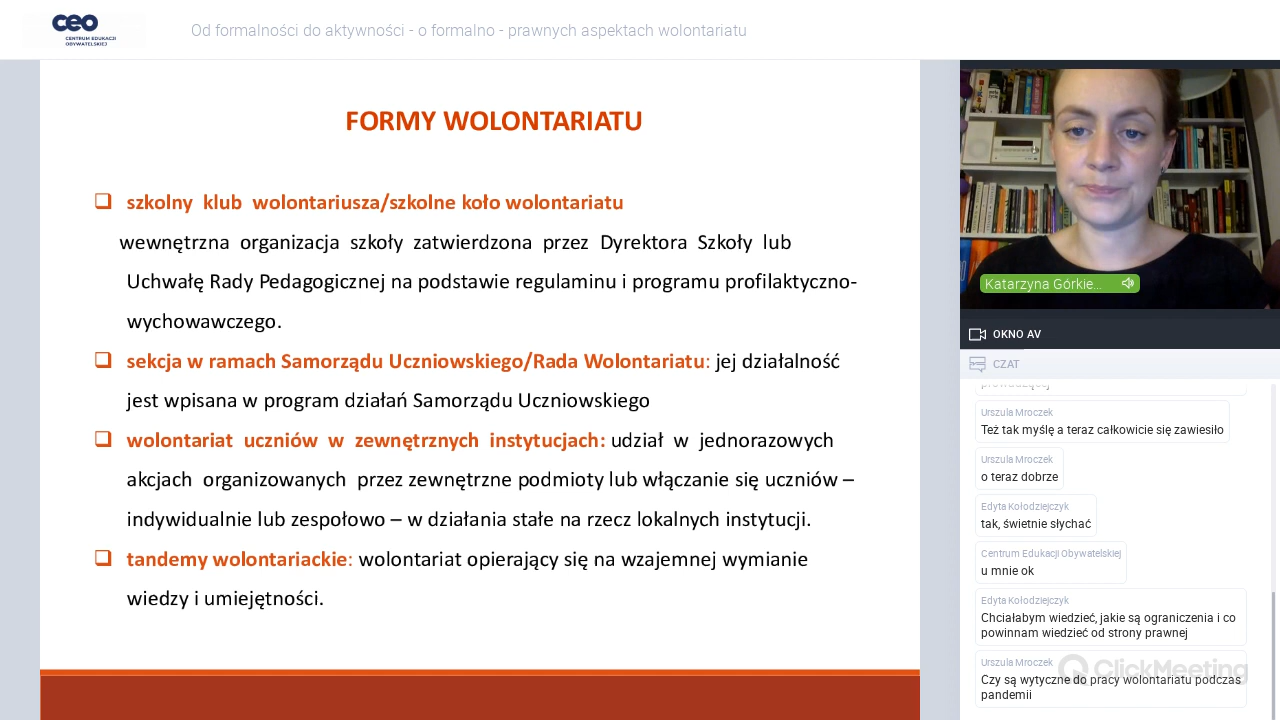 ceo
CENTRUM EDUKACJI
OBYWATELSKIEJ
Od formalności do aktywności - o formalno - prawnych aspektach wolontariatu
FORMY WOLONTARIATU
szkolny klub wolontariusza/szkolne koło wolontariatu
wewnętrzna organizacja szkoły zatwierdzona przez Dyrektora Szkoły lub
Uchwałę Rady Pedagogicznej na podstawie regulaminu i programu profilaktyczno-
wychowawczego.
sekcja w ramach Samorządu Uczniowskiego/Rada Wolontariatu: jej działalność
jest wpisana w program działań Samorządu Uczniowskiego
wolontariat uczniów w zewnętrznych instytucjach: udział w jednorazowych
akcjach organizowanych przez zewnętrzne podmioty lub włączanie się uczniów –
indywidualnie lub zespołowo – w działania stałe na rzecz lokalnych instytucji.
tandemy wolontariackie: wolontariat opierający się na wzajemnej wymianie
wiedzy i umiejętności.
Katarzyna Górkie...
OKNO AV
CZAT
Urszula Mroczek
Też tak myślę a teraz całkowicie się zawiesiło
Urszula Mroczek
o teraz dobrze
Edyta Kołodziejczyk
tak, świetnie słychać
Centrum Edukacji Obywatelskiej
u mnie ok
Edyta Kołodziejczyk
Chciałabym wiedzieć, jakie są ograniczenia i co
powinnam wiedzieć od strony prawnej
Urszula Mroczek
ClickMeeting
Czy są wytyczne do pracy wolontariatu podczas
pandemii